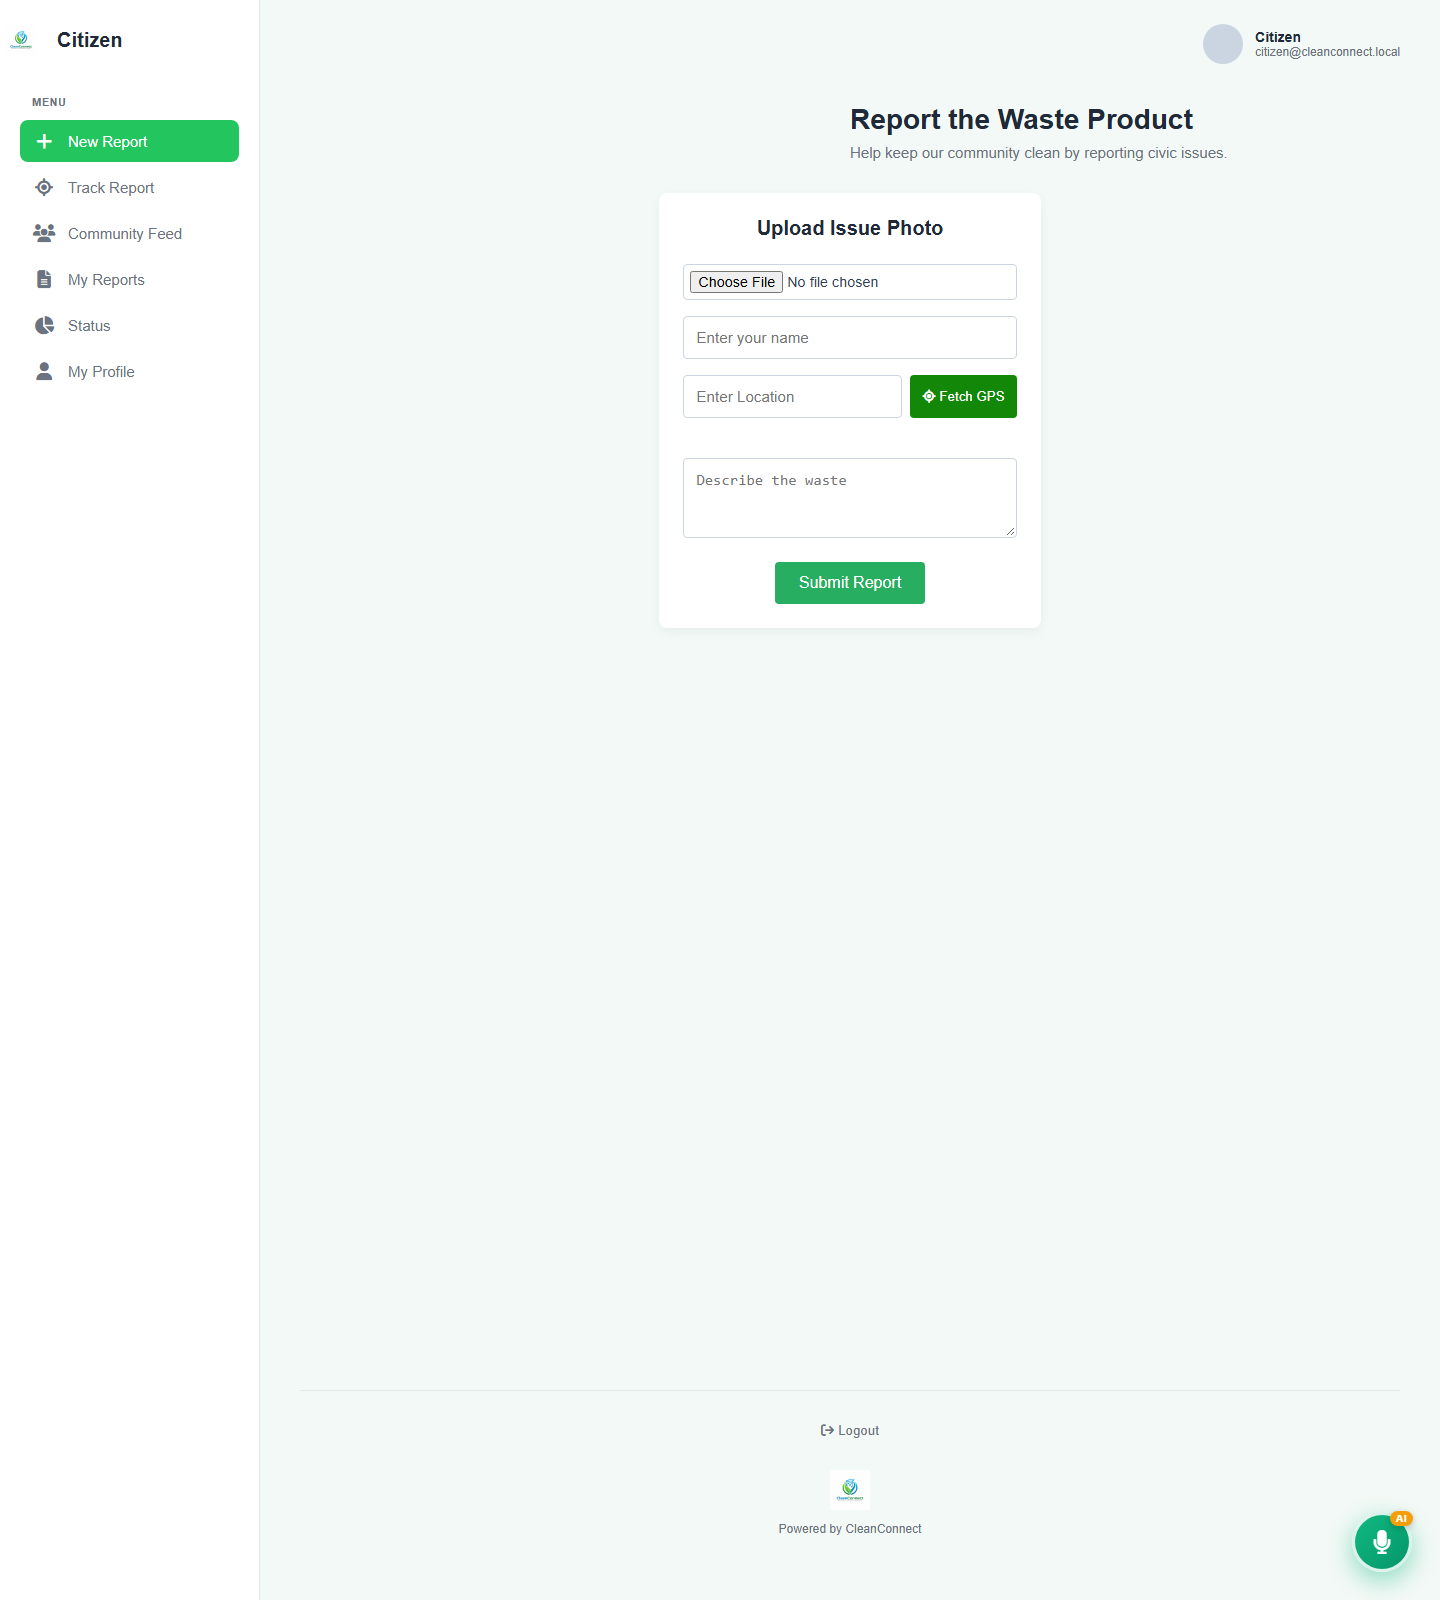 Citizen
MENU
New Report
Track Report
Community Feed
My Reports
Status
My Profile
Citizen
citizen@cleanconnect.local
Report the Waste Product
Help keep our community clean by reporting civic issues.
Upload Issue Photo
Choose File No file chosen
Enter your name
Enter Location
Fetch GPS
Describe the waste
Submit Report
Logout
CleanConnect
Powered by CleanConnect
AI